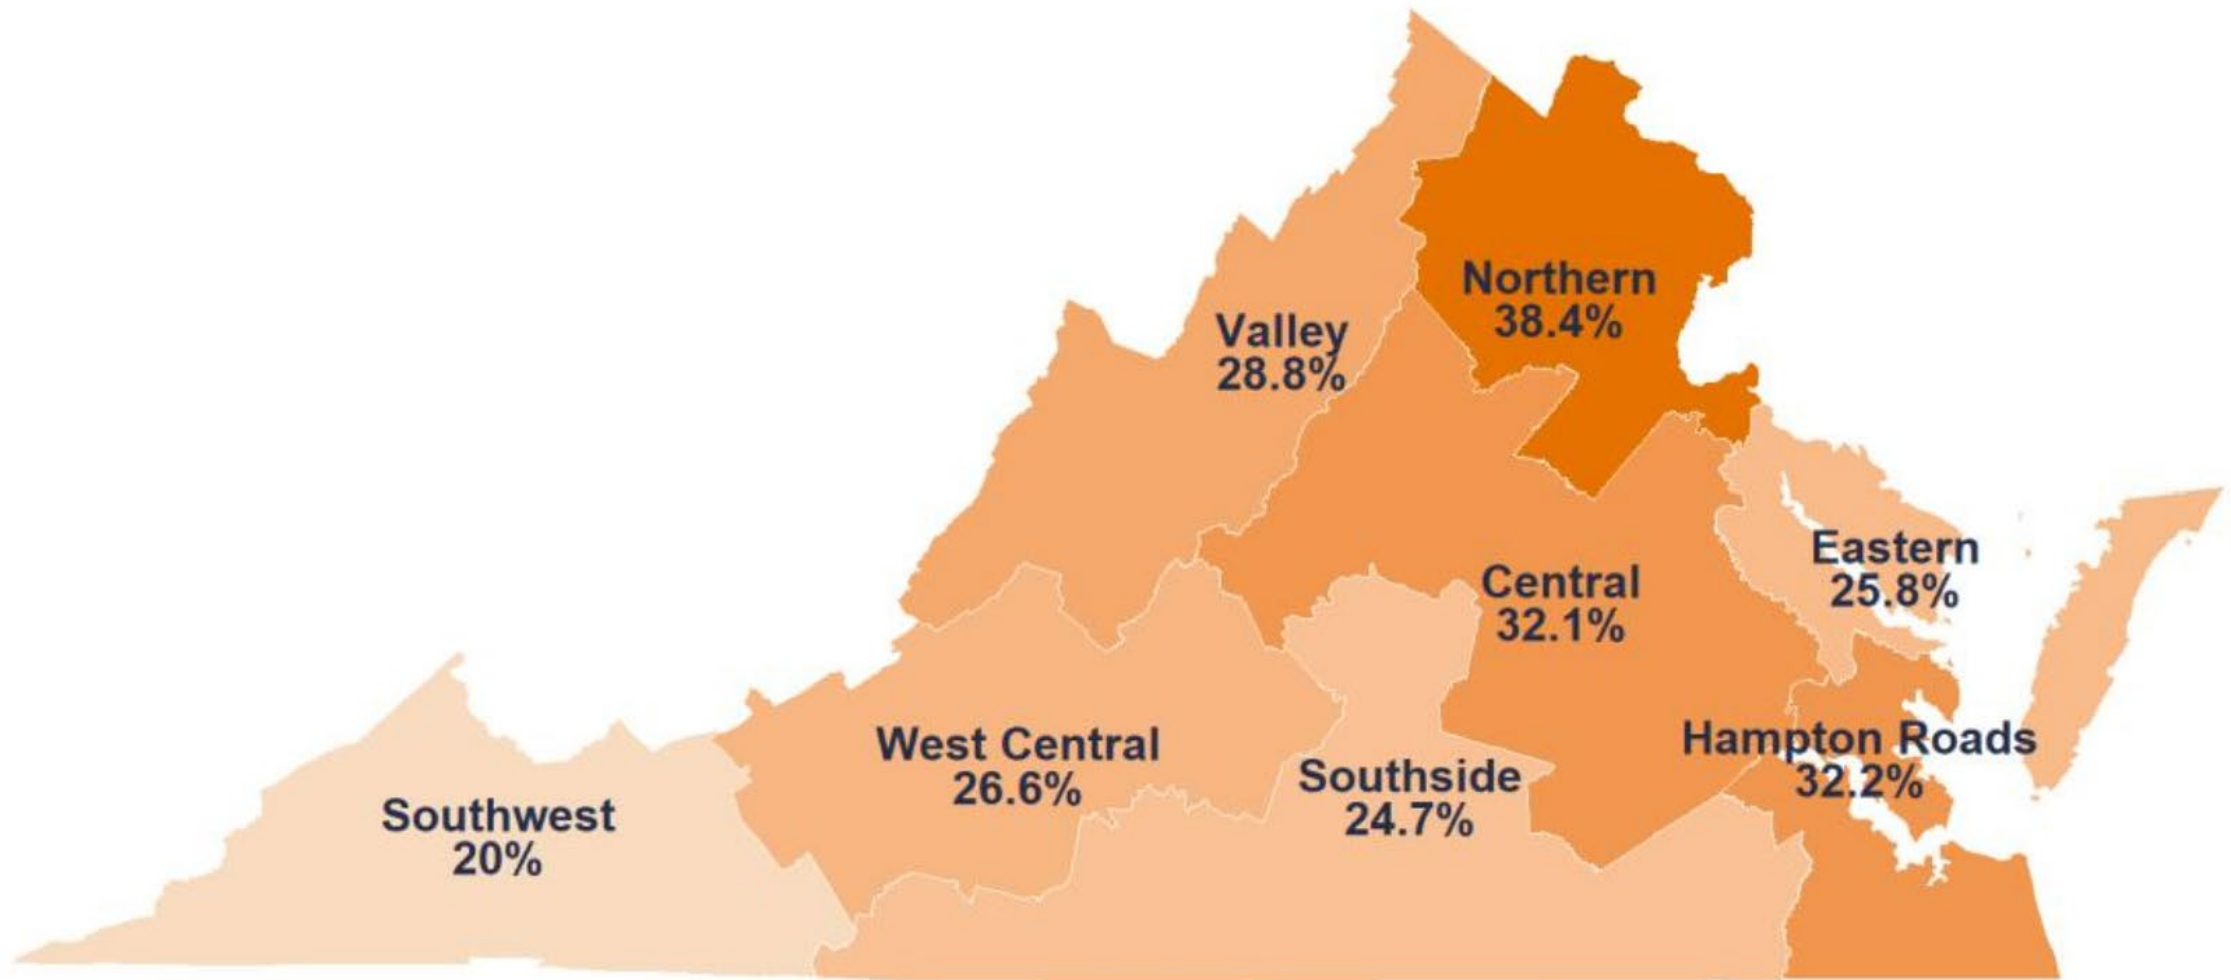 Northern
38.4%
Valley
28.8%
Eastern
25.8%
Central
32.1%
Hampton Roads
32.2%
West Central
26.6%
Southside
24.7%
Southwest
20%